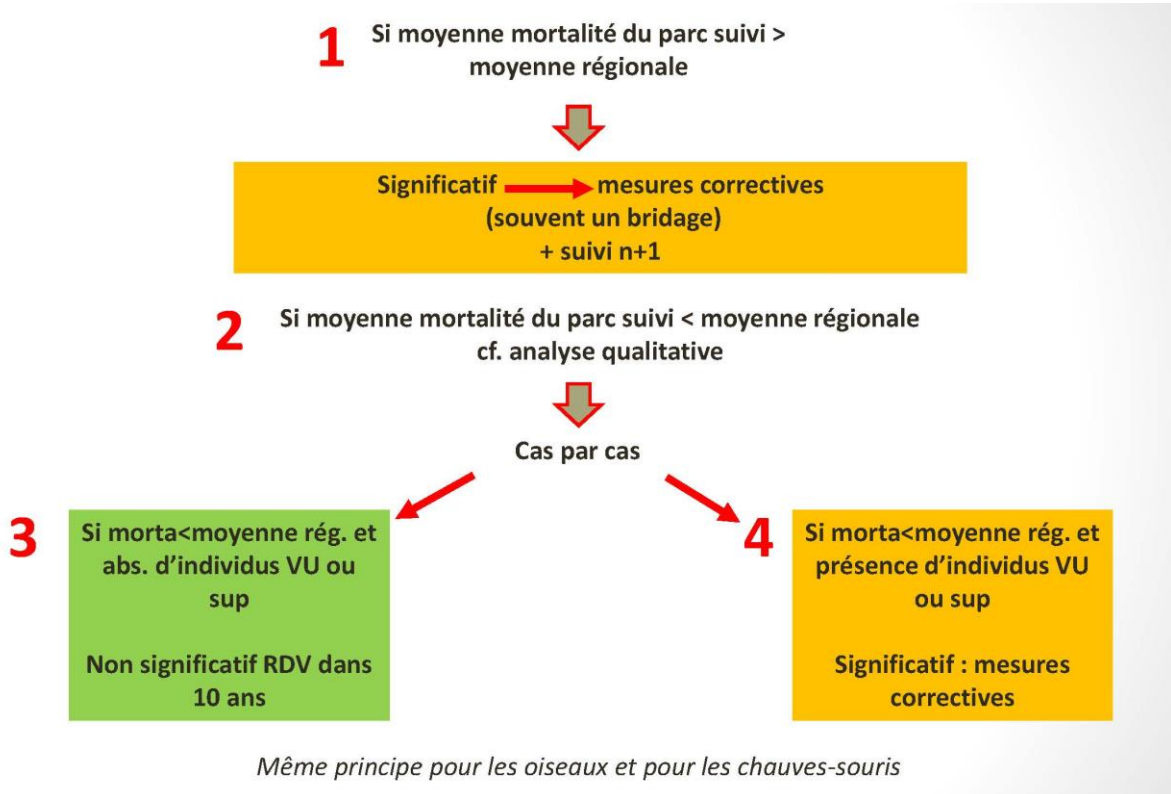 1
Si moyenne mortalité du parc suivi >
moyenne régionale
Significatif mesures correctives
(souvent un bridage)
+ suivi n+1
2
Si moyenne mortalité du parc suivi < moyenne régionale
cf. analyse qualitative
Cas par cas
3
Si morta<moyenne rég. et
abs. d'individus VU ou
sup
Non significatif RDV dans
10 ans
4
Si morta<moyenne rég. et
présence d'individus VU
ou sup
Significatif : mesures
correctives
Même principe pour les oiseaux et pour les chauves-souris